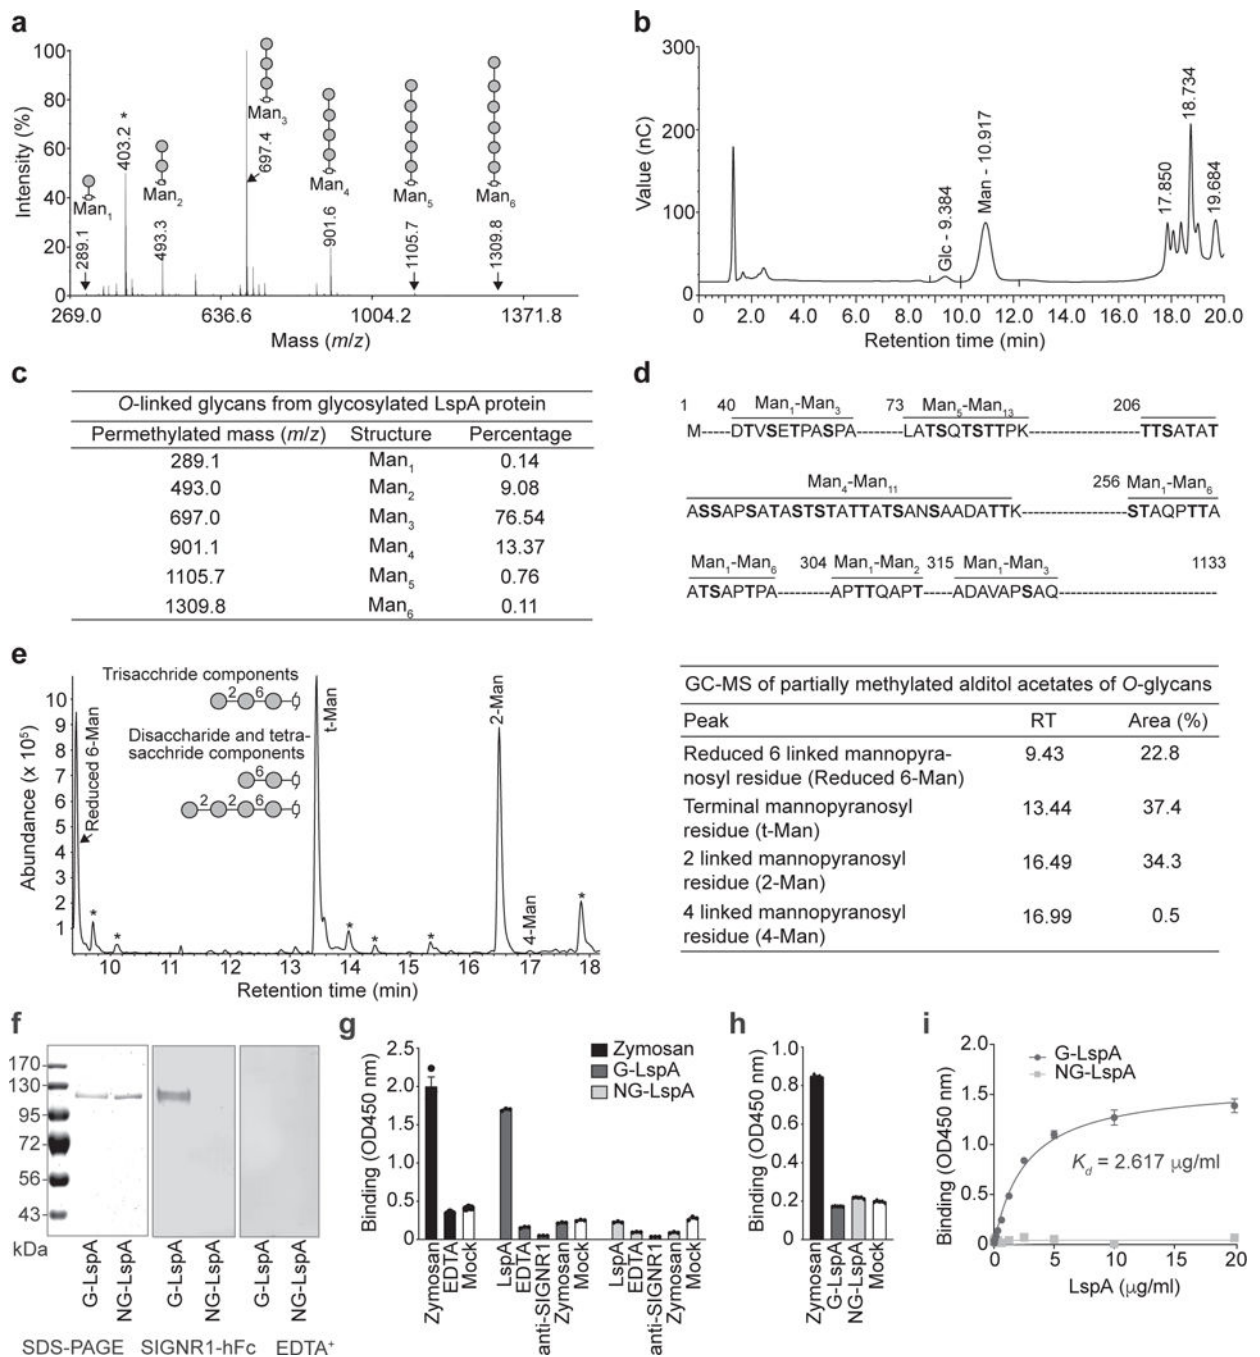 a
Intensity (%)
100
80
60
40
20
0
269.0 636.6 1004.2 1371.8
Mass (m/z)
Man1
289.1
403.2 *
Man2
493.3
Man3
697.4
Man4
901.6
Man5
1105.7
Man6
1309.8
b
Value (nC)
300
200
100
0
0 2.0 4.0 6.0 8.0 10.0 12.0 14.0 16.0 18.0 20.0
Retention time (min)
Glc - 9.384
Man - 10.917
17.850
18.734
19.684
c
O-linked glycans from glycosylated LspA protein
Permethylated mass (m/z) Structure Percentage
289.1 Man1 0.14
493.0 Man2 9.08
697.0 Man3 76.54
901.1 Man4 13.37
1105.7 Man5 0.76
1309.8 Man6 0.11
d
1 40 Man1-Man3 73 Man5-Man13 206
M-----DTVSETPASPA-------LATSQTSTTPK----------------TTSATAT
Man4-Man11 256 Man1-Man6
ASSAPSATASTSTATTATSANSAADATTK---------------STAQPTTA
Man1-Man6 304 Man1-Man2 315 Man1-Man3 1133
ATSAPTPA---------APTTQAPT-----ADAVAPSAQ-------------------------
e
Abundance (x 10⁵)
10
9
8
7
6
5
4
3
2
1
10 11 12 13 14 15 16 17 18
Retention time (min)
Trisacchride components
2 6
Disaccharide and tetra-
sacchride components
6
2 2 6
Reduced 6-Man
* *
t-Man
* * *
2-Man
4-Man
*
GC-MS of partially methylated alditol acetates of O-glycans
Peak RT Area (%)
Reduced 6 linked mannopyra-
nosyl residue (Reduced 6-Man) 9.43 22.8
Terminal mannopyranosyl
residue (t-Man) 13.44 37.4
2 linked mannopyranosyl
residue (2-Man) 16.49 34.3
4 linked mannopyranosyl
residue (4-Man) 16.99 0.5
f
170
130
95
72
56
43
kDa
G-LspA
NG-LspA
G-LspA
NG-LspA
G-LspA
NG-LspA
SDS-PAGE SIGNR1-hFc EDTA⁺
g
Binding (OD450 nm)
2.5
2.0
1.5
1.0
0.5
0
Zymosan
G-LspA
NG-LspA
Zymosan
EDTA
Mock
LspA
EDTA
anti-SIGNR1
Zymosan
Mock
LspA
EDTA
anti-SIGNR1
Zymosan
Mock
h
Binding (OD450 nm)
1.0
0.8
0.6
0.4
0.2
0
Zymosan
G-LspA
NG-LspA
Mock
i
Binding (OD450 nm)
2.0
1.5
1.0
0.5
0
G-LspA
NG-LspA
Kd = 2.617 µg/ml
0 5 10 15 20
LspA (µg/ml)